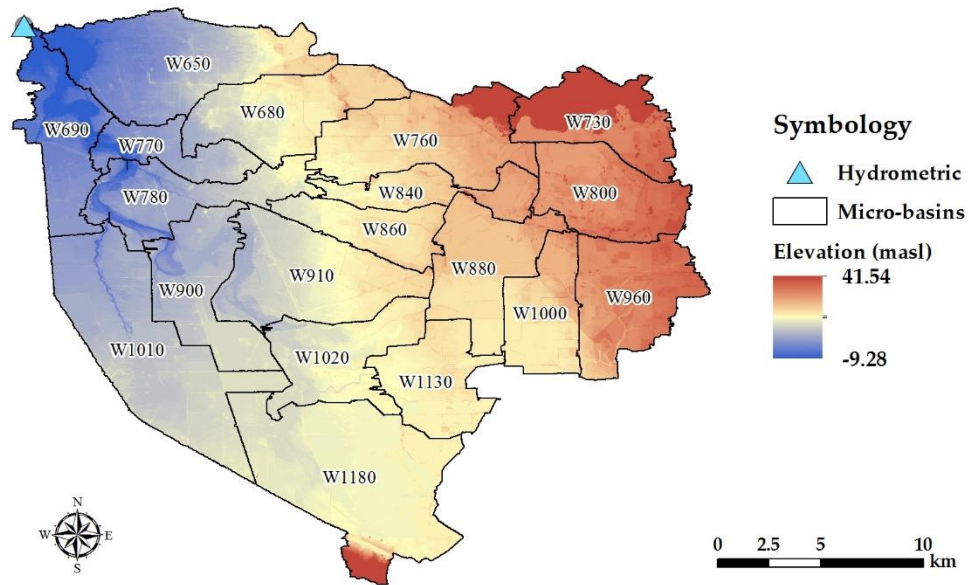 W650
W680
W690
W770
W760
W730
W780
W840
W800
W860
W910
W880
W900
W1000
W960
W1010
W1020
W1130
W1180
Symbology
Hydrometric
Micro-basins
Elevation (masl)
41.54
-9.28
N
W E
S
0 2.5 5 10
km